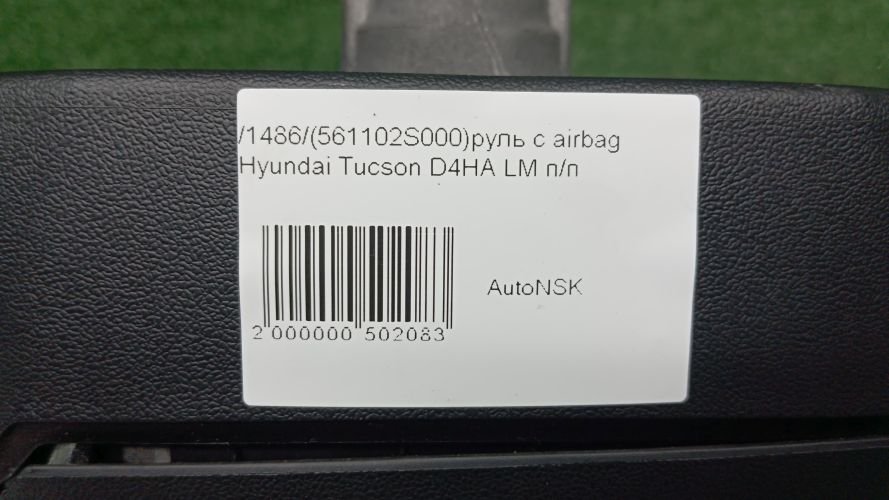 /1486/(561102S000)руль с airbag
Hyundai Tucson D4HA LM п/п
AutoNSK
2 000000 502083